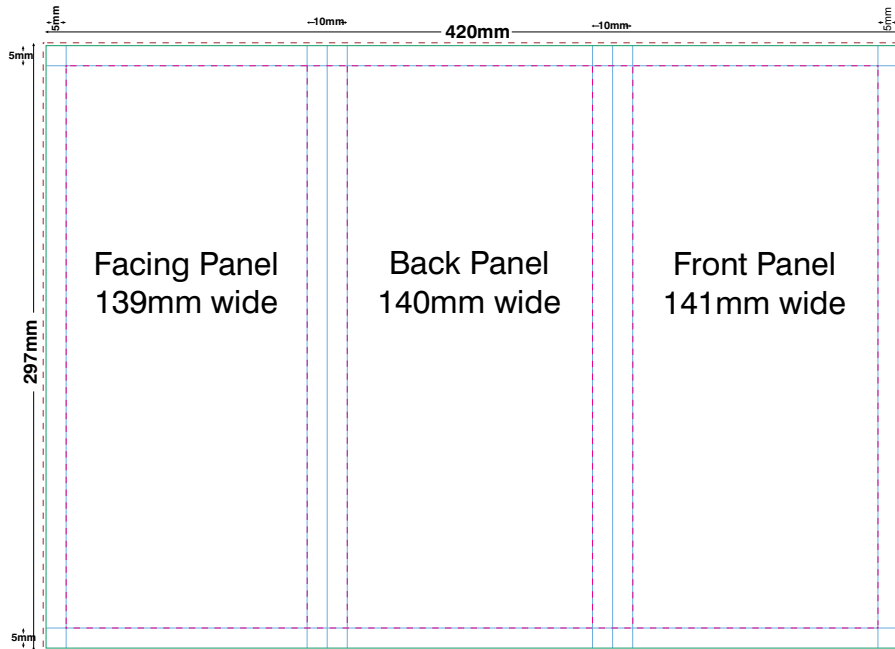 5mm
10mm
10mm
5mm
420mm
5mm
Facing Panel
139mm wide
Back Panel
140mm wide
Front Panel
141mm wide
297mm
5mm